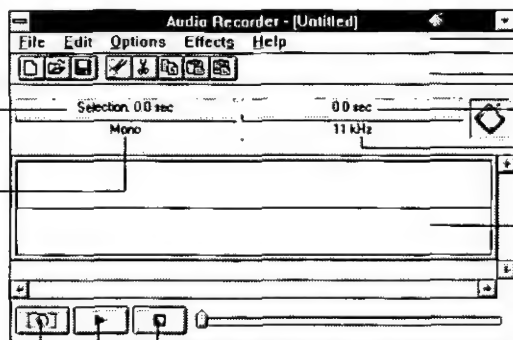 Audio Recorder - (Untitled)
File Edit Options Effects Help
Selection. 0.0 sec 0.0 sec
Mono 11 kHz